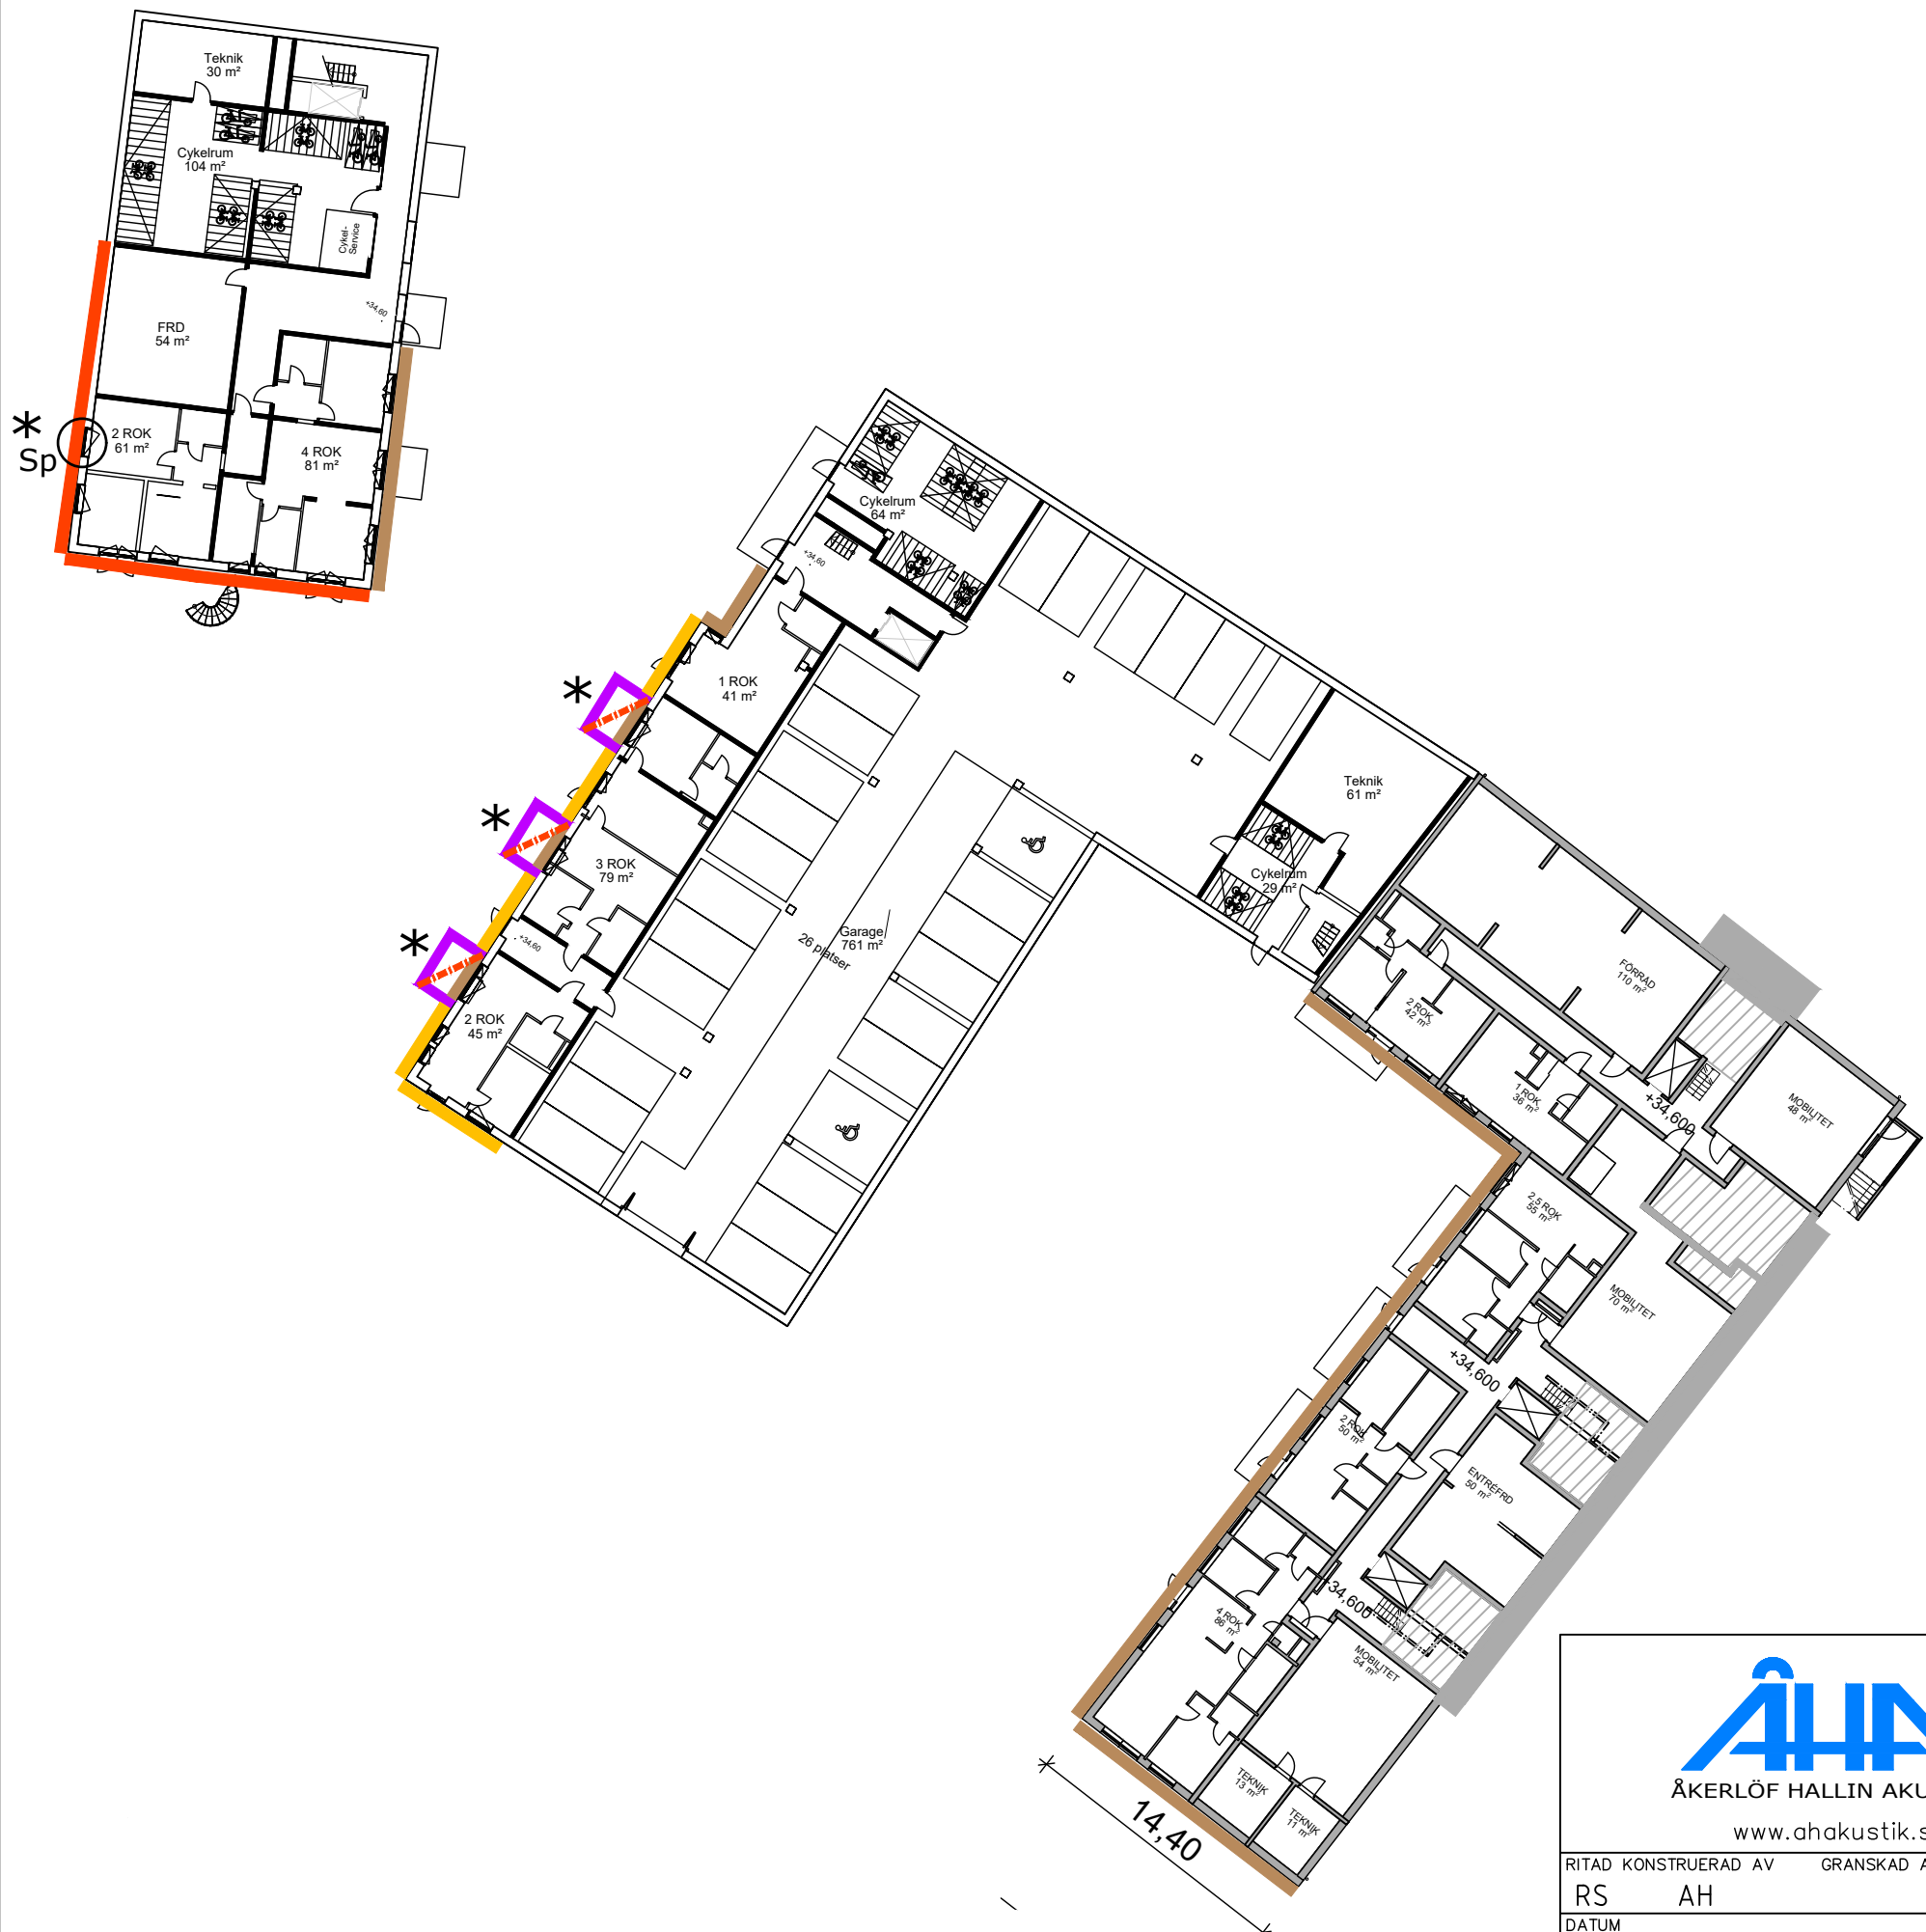 Teknik
30 m²
Cykelrum
104 m²
Cykel-
Service
+34,60
FRD
54 m²
*
Sp
2 ROK
61 m²
4 ROK
81 m²
Cykelrum
64 m²
+34,60
1 ROK
41 m²
*
*
3 ROK
79 m²
*
+34,60
2 ROK
45 m²
Garage
761 m²
26 platser
Teknik
61 m²
Cykelrum
29 m²
FÖRRAD
110 m²
2 ROK
42 m²
1 ROK
36 m²
+34,600
MOBILITET
48 m²
2,5 ROK
55 m²
MOBILITET
70 m²
+34,600
2 ROK
50 m²
ENTRÉFRD
50 m²
+34,600
4 ROK
86 m²
MOBILITET
54 m²
TEKNIK
13 m²
TEKNIK
11 m²
14,40
ÅHA
ÅKERLÖF HALLIN AKU
www.ahakustik.s
RITAD KONSTRUERAD AV GRANSKAD A
RS AH
DATUM